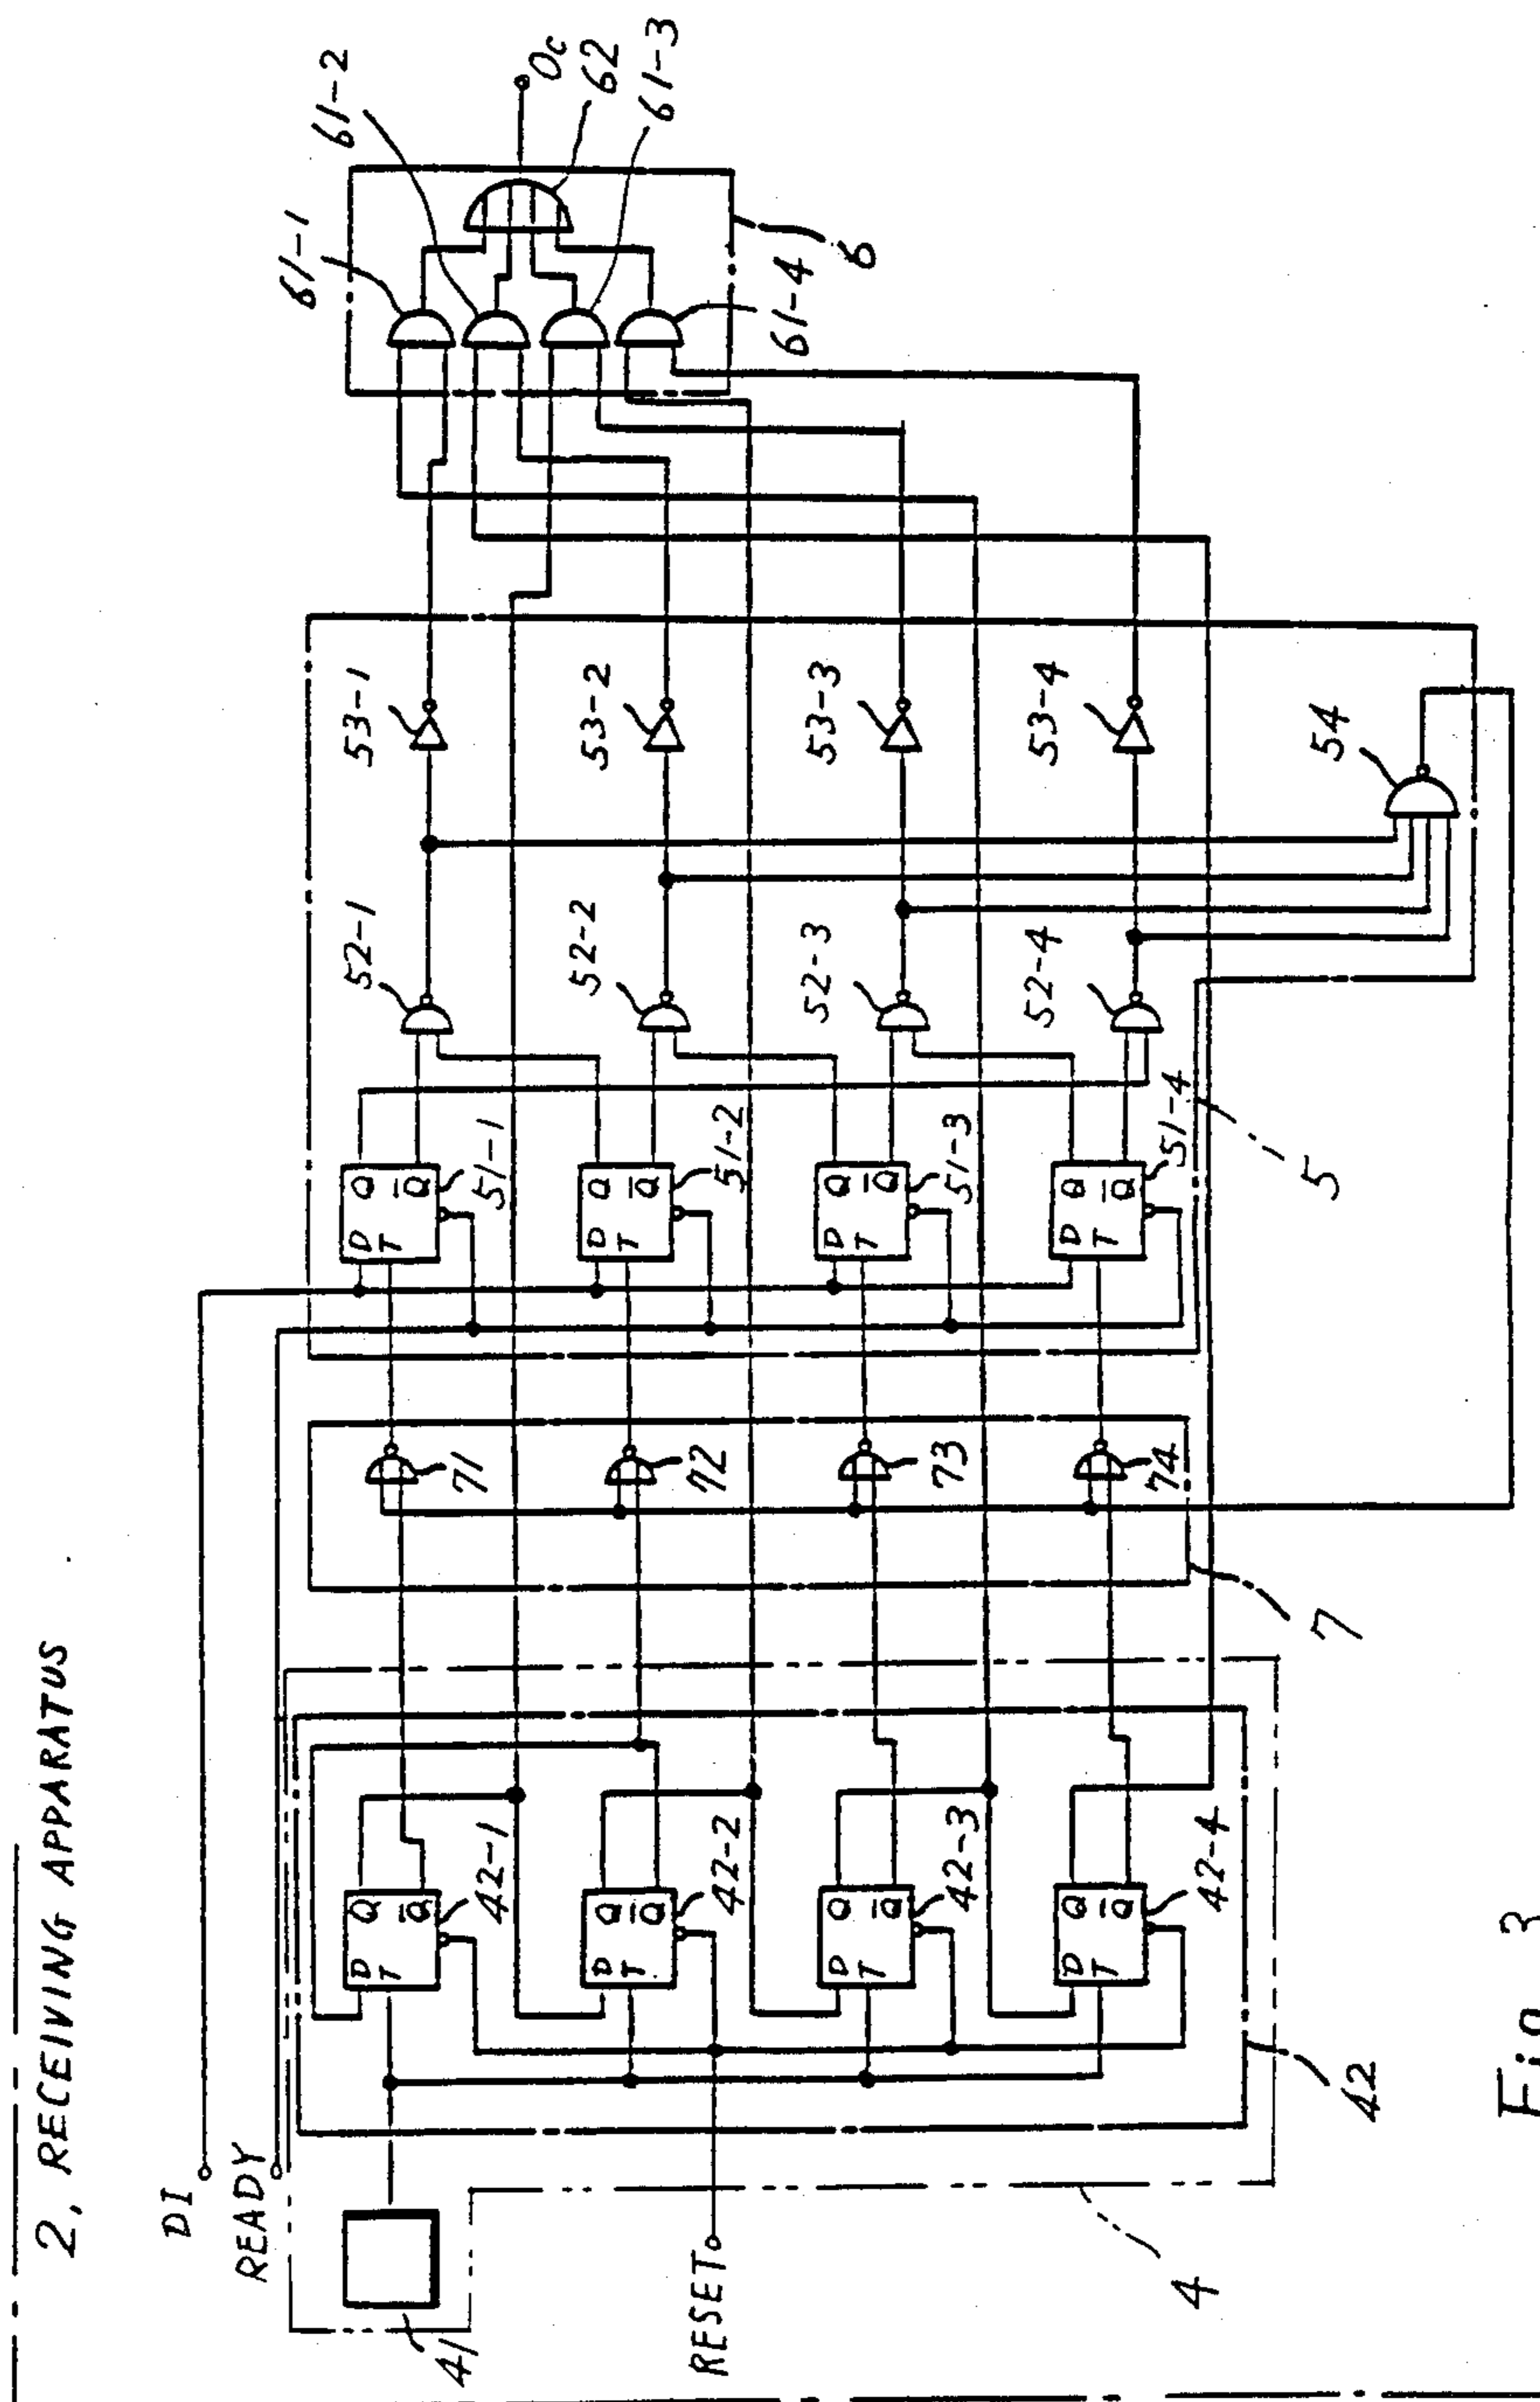 2, RECEIVING APPARATUS
DI
READY
RESET
41
4
42
D Q
T Q̅
42-1
D Q
T Q̅
42-2
D Q
T Q̅
42-3
D Q
T Q̅
42-4
7
71
72
73
74
D Q
T Q̅
51-1
D Q
T Q̅
51-2
D Q
T Q̅
51-3
D Q
T Q̅
51-4
5
52-1
52-2
52-3
52-4
53-1
53-2
53-3
53-4
54
61-1
61-2
61-3
61-4
62
Oc
6
Fig. 3